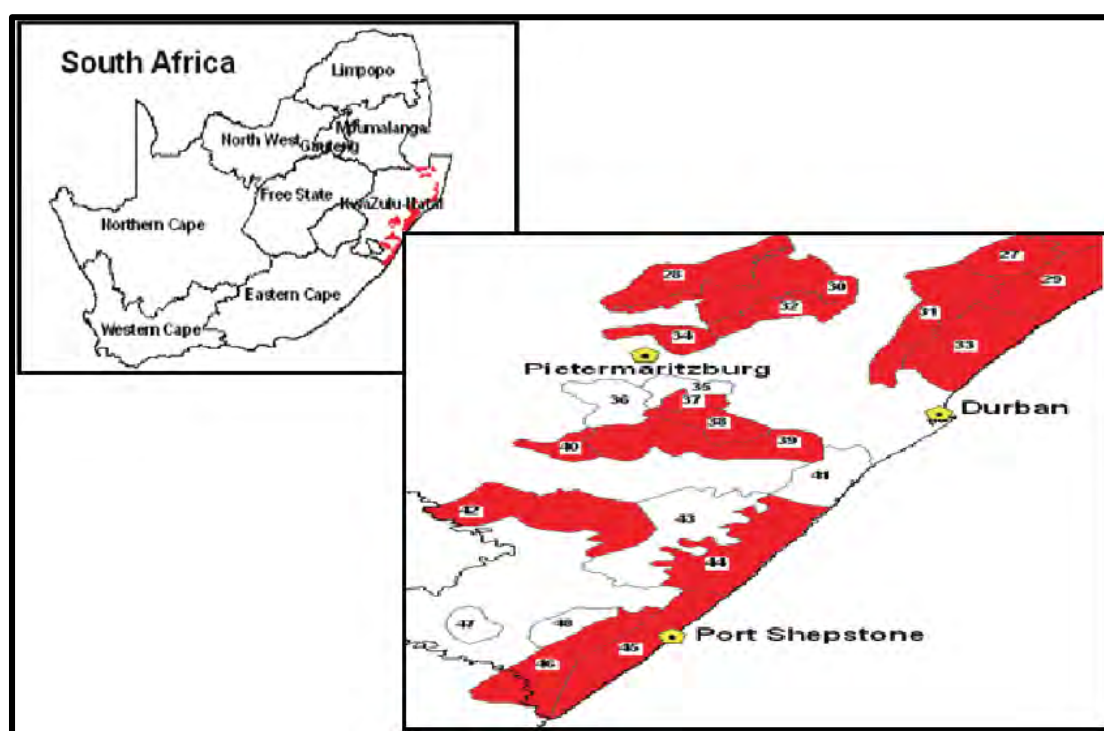 South Africa
Limpopo
Mpumalanga
North West
Gauteng
Free State
KwaZulu-Natal
Northern Cape
Eastern Cape
Western Cape
27
28
29
30
32
31
34
33
Pietermaritzburg
35
36
37
Durban
38
39
40
41
42
43
44
47
48
Port Shepstone
45
46